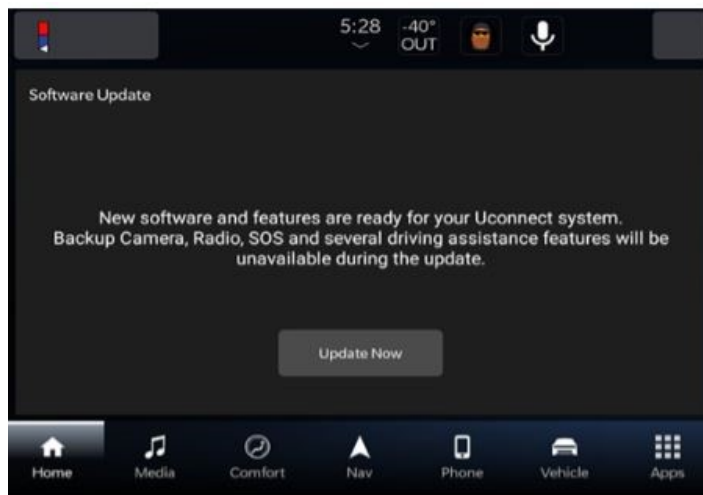 5:28
-40°
OUT
Software Update
New software and features are ready for your Uconnect system.
Backup Camera, Radio, SOS and several driving assistance features will be
unavailable during the update.
Update Now
Home Media Comfort Nav Phone Vehicle Apps